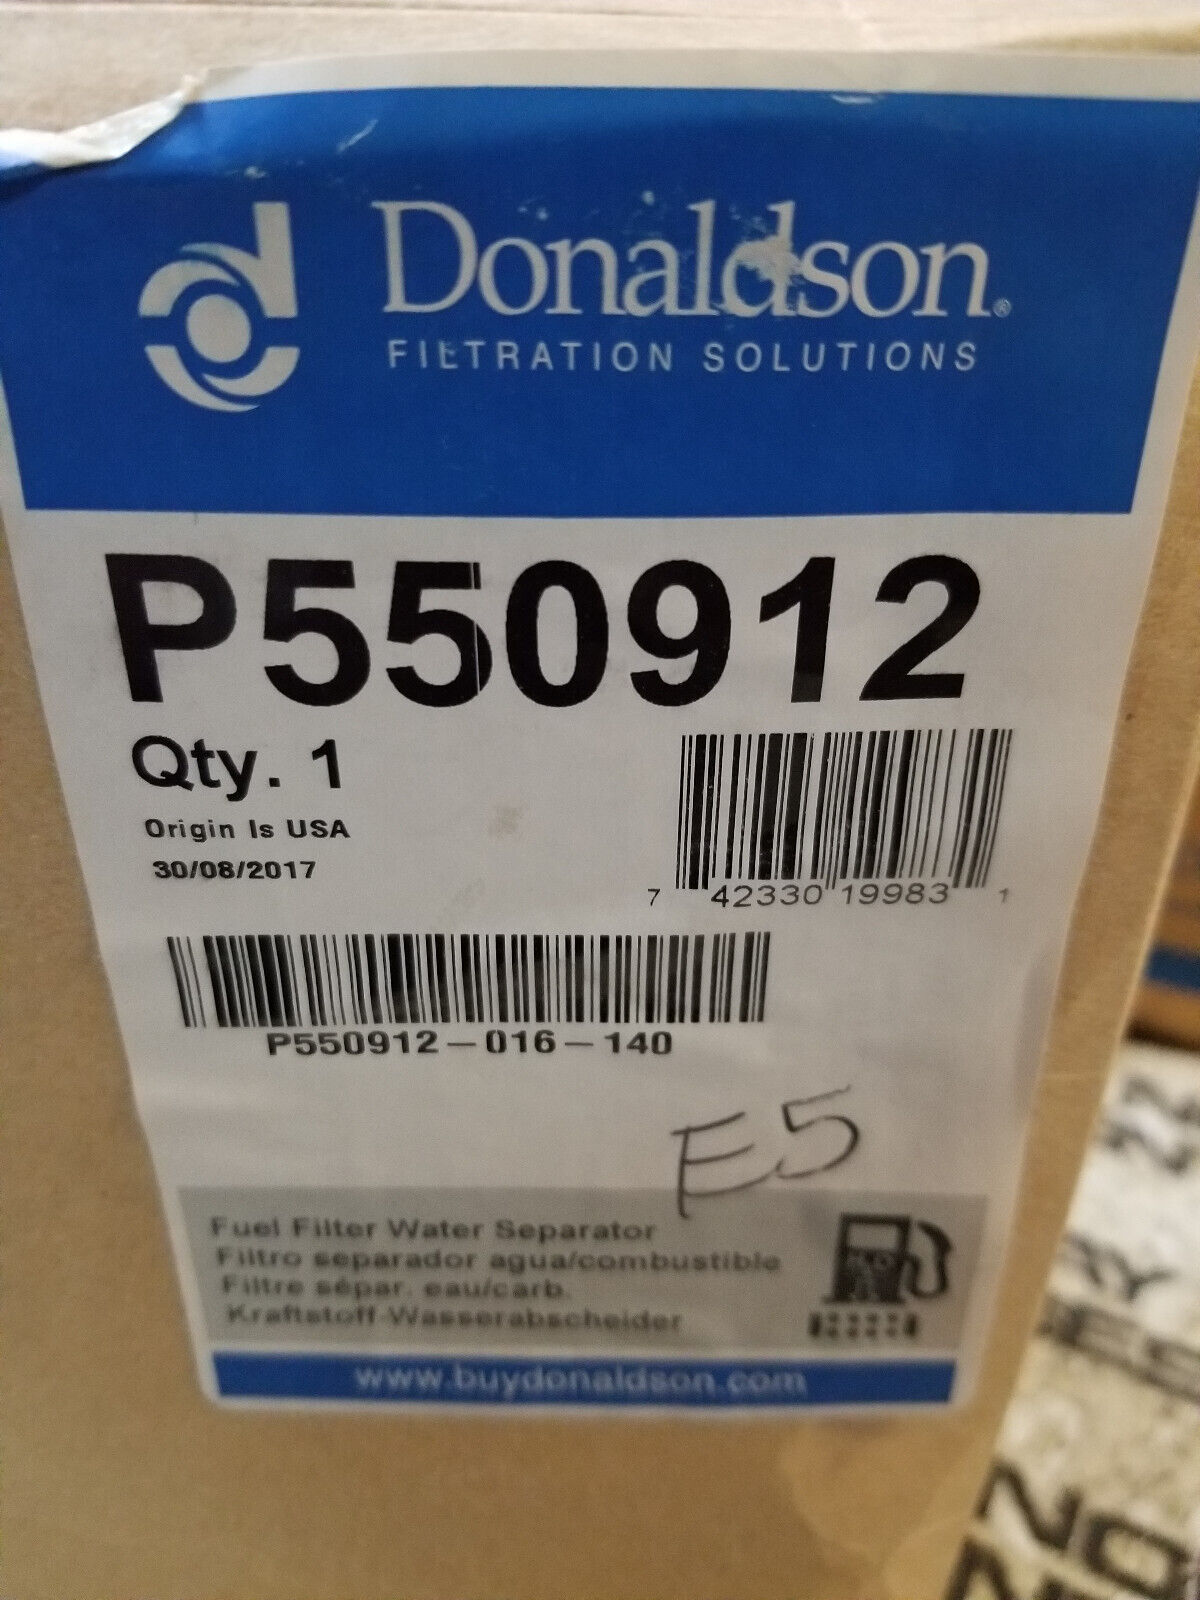 Donaldson®
FILTRATION SOLUTIONS
P550912
Qty. 1
Origin Is USA
30/08/2017
7 42330 19983 1
P550912-016-140
E5
Fuel Filter Water Separator
Filtro separador agua/combustible
Filtre sépar. eau/carb.
Kraftstoff-Wasserabscheider
www.buydonaldson.com